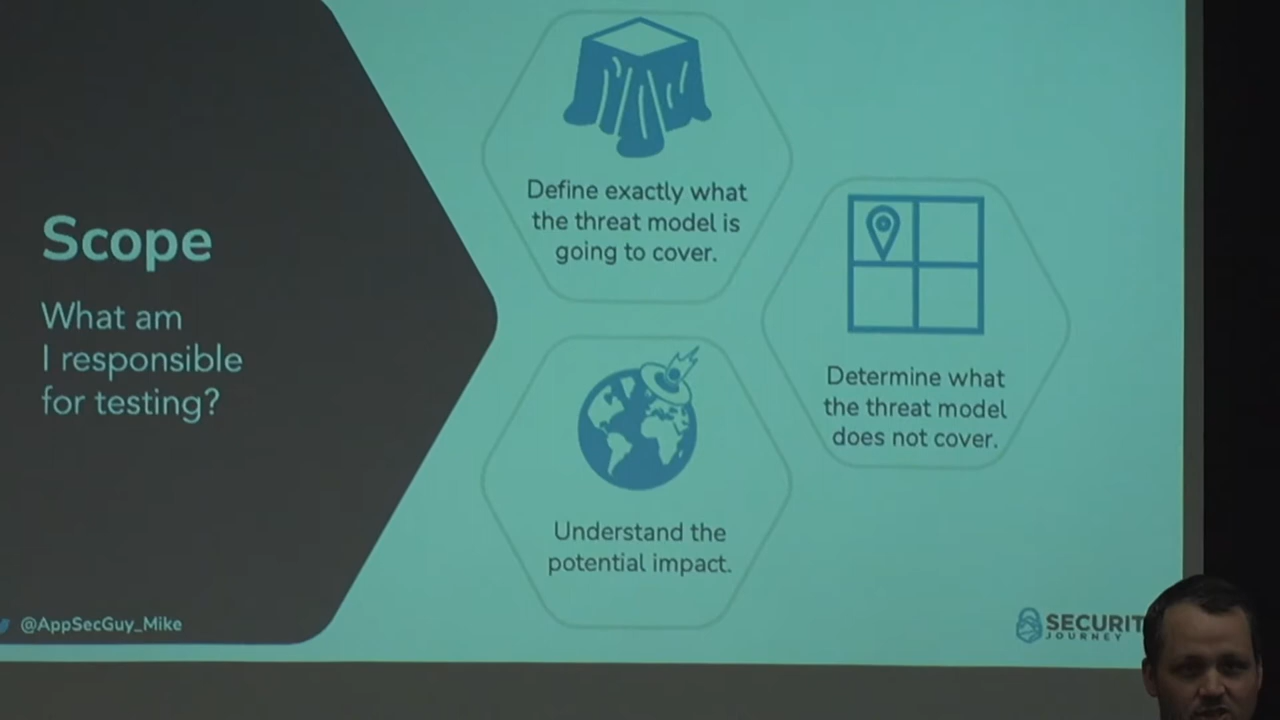 Scope
What am
I responsible
for testing?
Define exactly what
the threat model is
going to cover.
Determine what
the threat model
does not cover.
Understand the
potential impact.
@AppSecGuy_Mike
SECURIT
JOURNEY